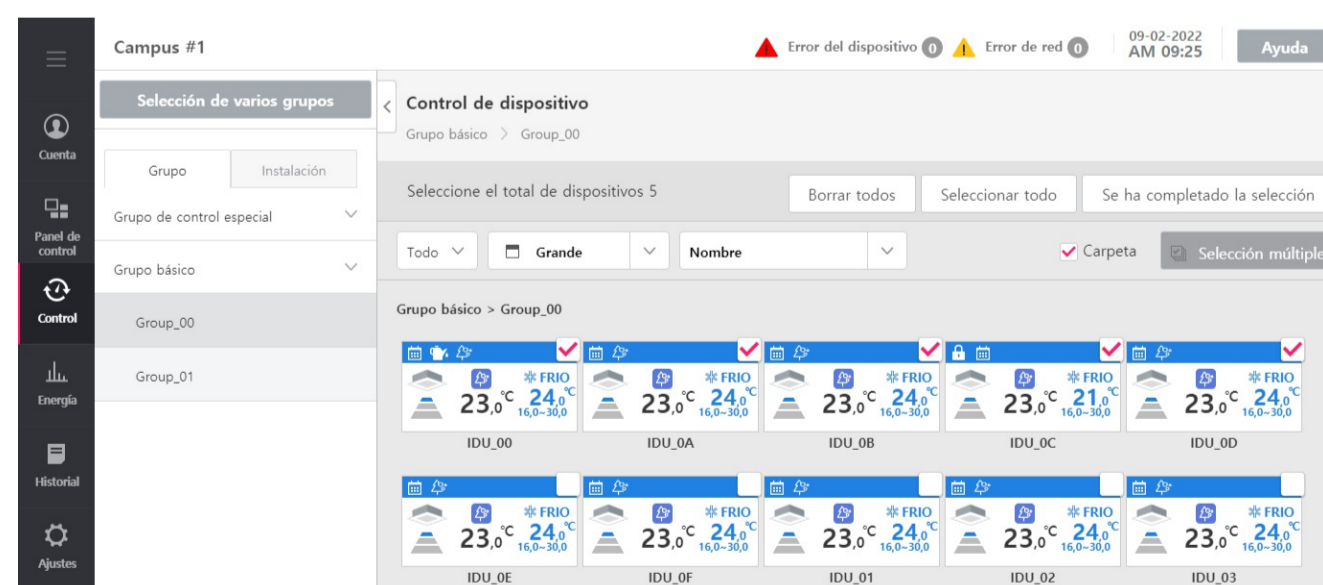 Campus #1
Error del dispositivo 0
Error de red 0
09-02-2022
AM 09:25
Ayuda
Cuenta
Panel de
control
Control
Energía
Historial
Ajustes
Selección de varios grupos
Grupo
Instalación
Grupo de control especial
Grupo básico
Group_00
Group_01
Control de dispositivo
Grupo básico > Group_00
Seleccione el total de dispositivos 5
Borrar todos
Seleccionar todo
Se ha completado la selección
Todo
Grande
Nombre
Carpeta
Selección múltiple
Grupo básico > Group_00
FRIO
23,0°C
24,0°C
16,0~30,0
IDU_00
FRIO
23,0°C
24,0°C
16,0~30,0
IDU_0A
FRIO
23,0°C
24,0°C
16,0~30,0
IDU_0B
FRIO
23,0°C
21,0°C
16,0~30,0
IDU_0C
FRIO
23,0°C
24,0°C
16,0~30,0
IDU_0D
FRIO
23,0°C
24,0°C
16,0~30,0
IDU_0E
FRIO
23,0°C
24,0°C
16,0~30,0
IDU_0F
FRIO
23,0°C
24,0°C
16,0~30,0
IDU_01
FRIO
23,0°C
24,0°C
16,0~30,0
IDU_02
FRIO
23,0°C
24,0°C
16,0~30,0
IDU_03